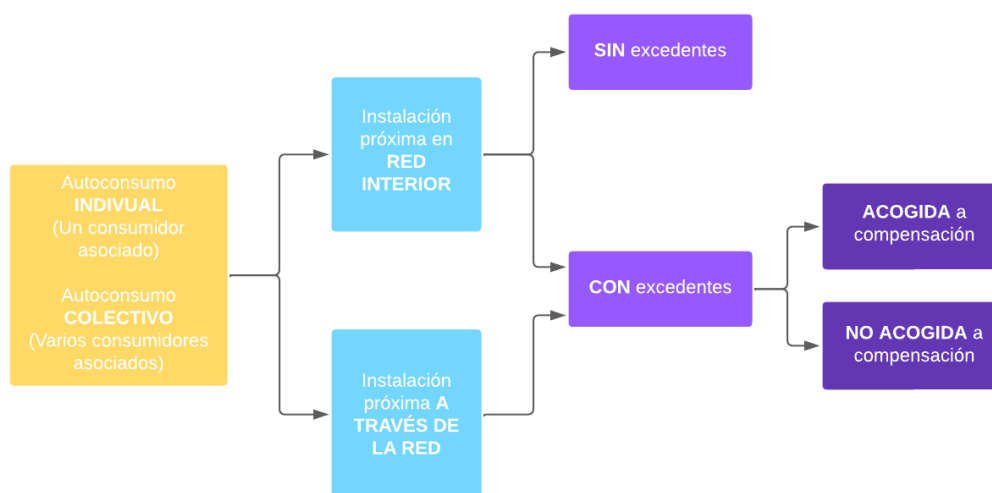 Autoconsumo
INDIVUAL
(Un consumidor
asociado)
Autoconsumo
COLECTIVO
(Varios consumidores
asociados)
Instalación
próxima en
RED
INTERIOR
Instalación
próxima A
TRAVÉS DE
LA RED
SIN excedentes
CON excedentes
ACOGIDA a
compensación
NO ACOGIDA a
compensación